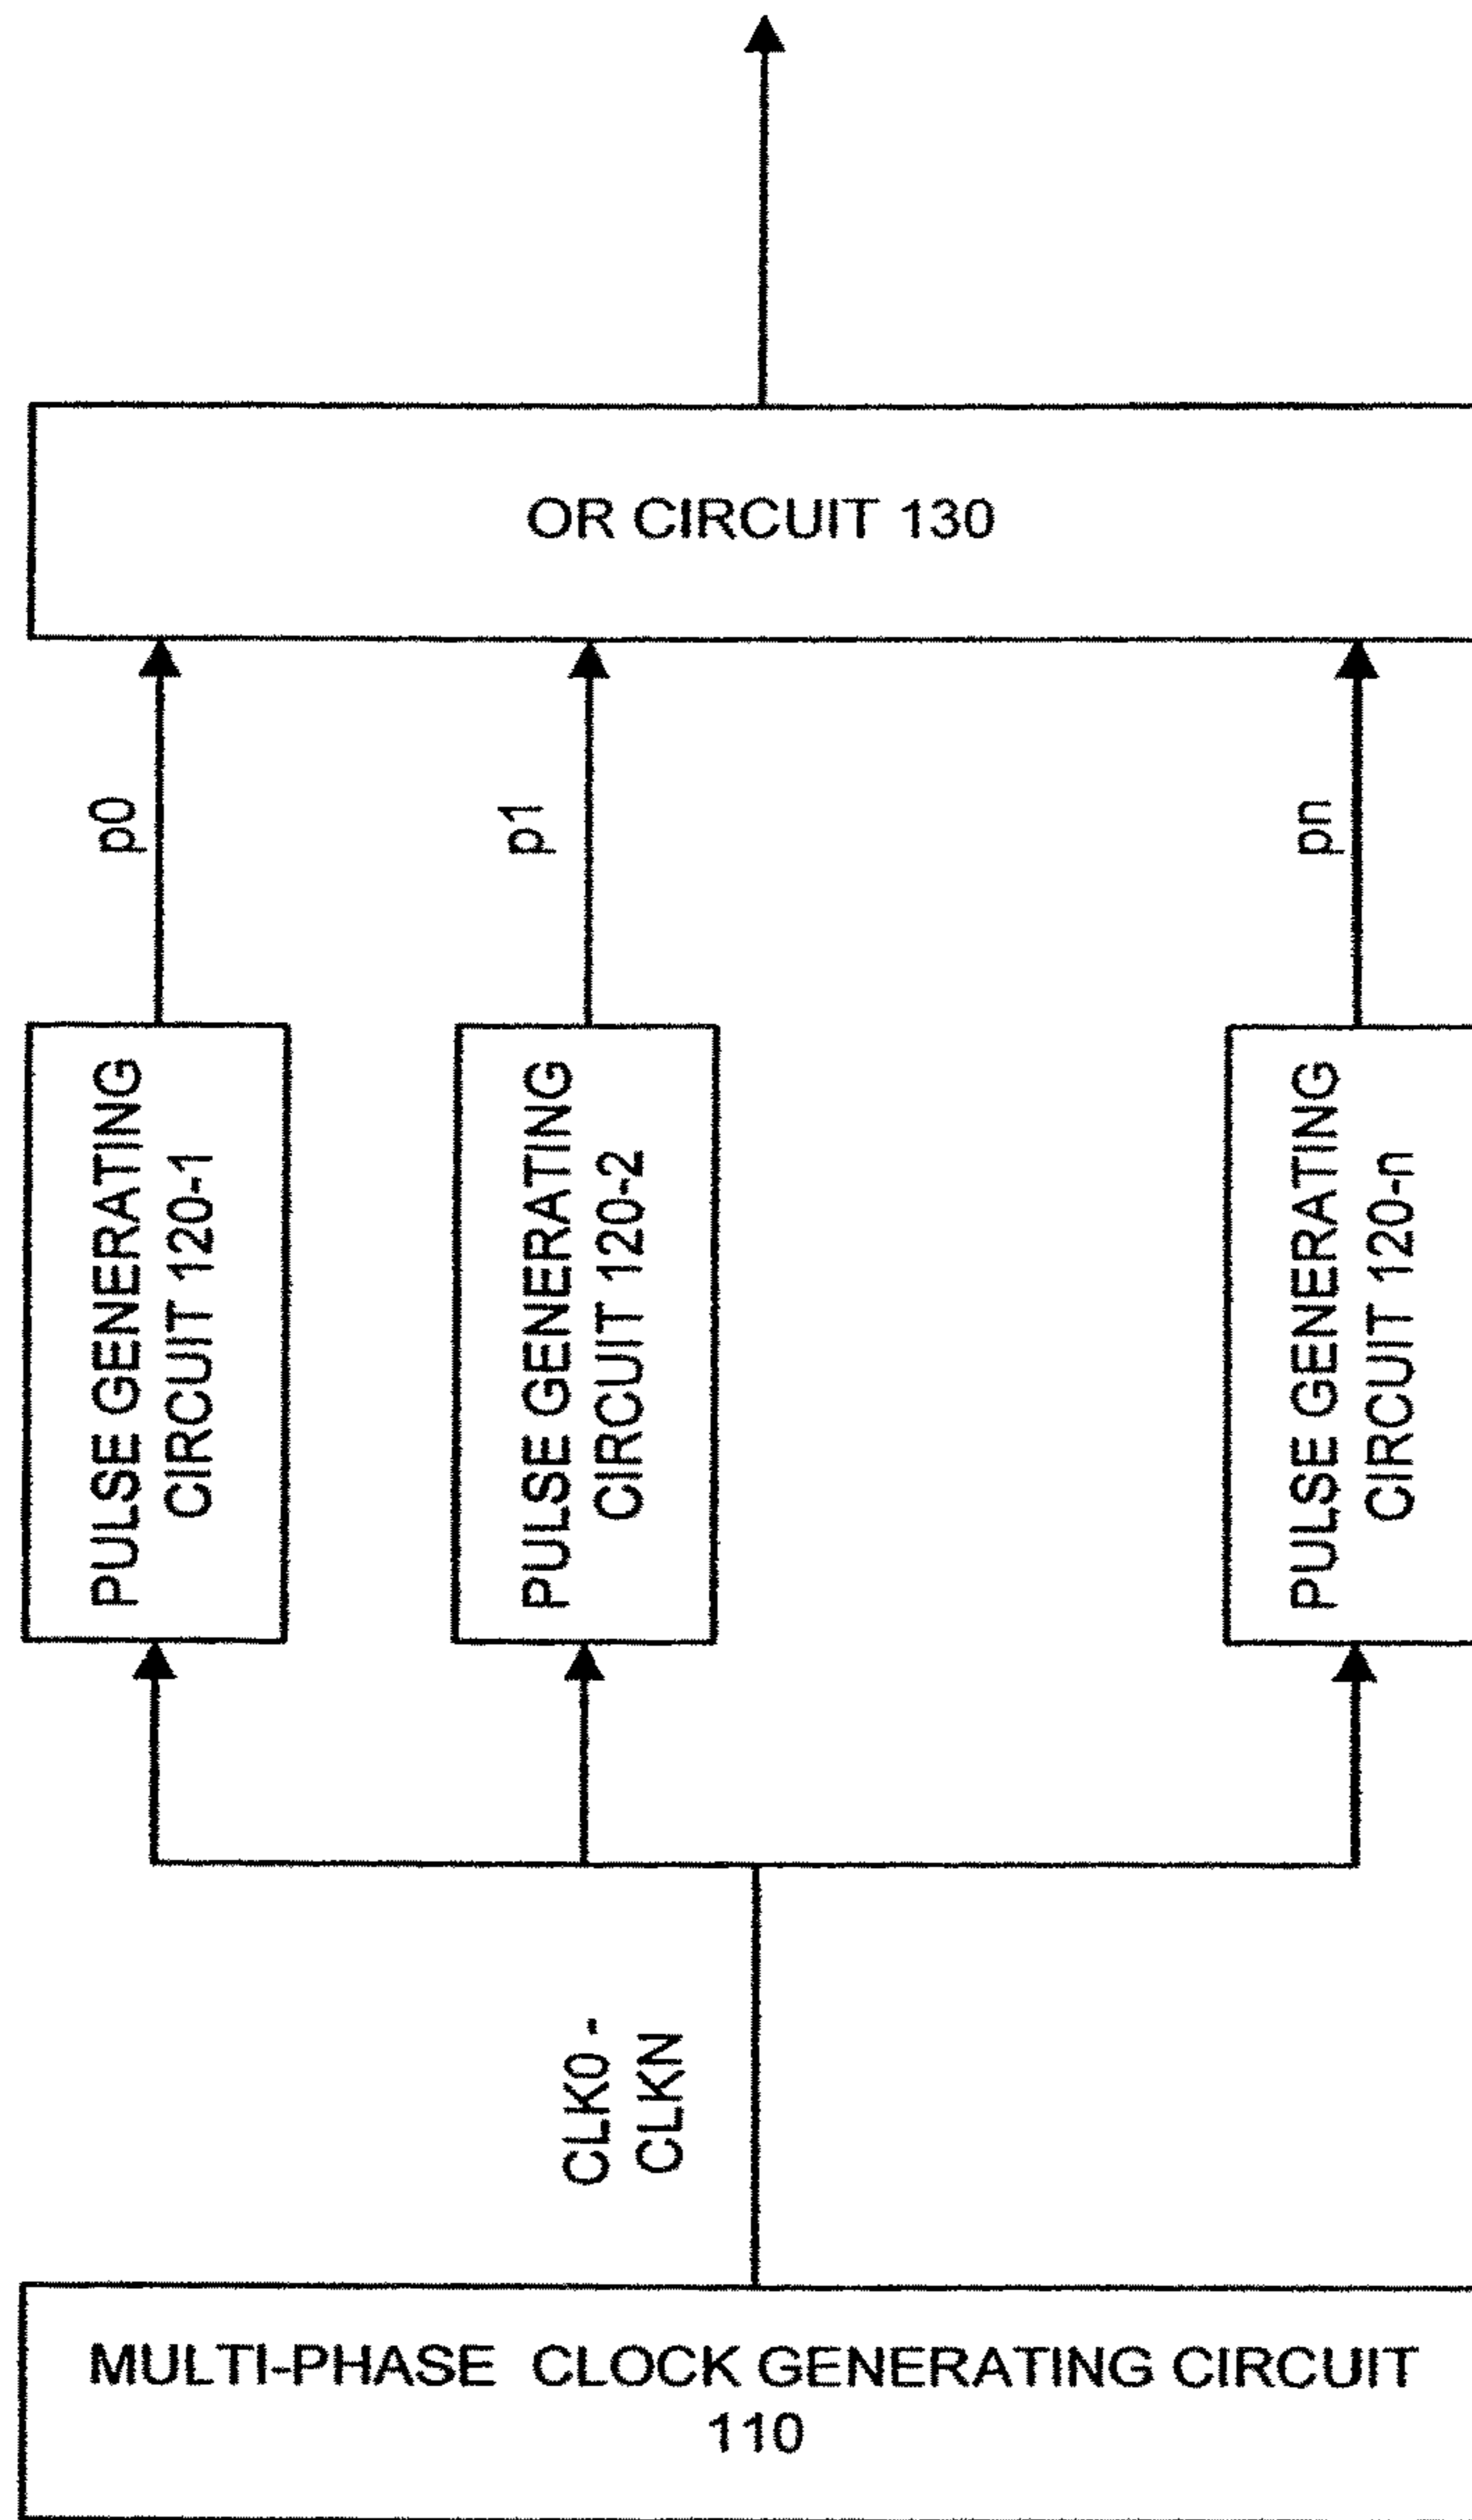 OR CIRCUIT 130
p0
p1
pn
PULSE GENERATING
CIRCUIT 120-1
PULSE GENERATING
CIRCUIT 120-2
PULSE GENERATING
CIRCUIT 120-n
CLK0 -
CLKN
MULTI-PHASE CLOCK GENERATING CIRCUIT
110